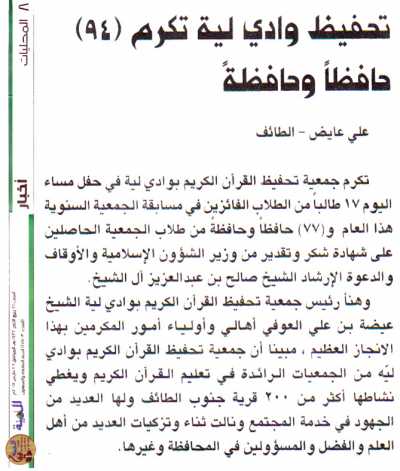 ٨ المحليات
أخبار
تحفيظ وادي لية تكرم (٩٤)
حافظاً وحافظةً
علي عايض - الطائف
تكرم جمعية تحفيظ القرآن الكريم بوادي لية في حفل مساء
اليوم ١٧ طالباً من الطلاب الفائزين في مسابقة الجمعية السنوية
هذا العام و(٧٧) حافظاً وحافظة من طلاب الجمعية الحاصلين
على شهادة شكر وتقدير من وزير الشؤون الإسلامية والأوقاف
والدعوة الإرشاد الشيخ صالح بن عبدالعزيز آل الشيخ.
وهنأ رئيس جمعية تحفيظ القرآن الكريم بوادي لية الشيخ
عيضة بن علي العوفي أهالي وأولياء أمور المكرمين بهذا
الانجاز العظيم ، مبينا أن جمعية تحفيظ القرآن الكريم بوادي
ليّه من الجمعيات الرائدة في تعليم القرآن الكريم ويغطي
نشاطها أكثر من ٢٠٠ قرية جنوب الطائف ولها العديد من
الجهود في خدمة المجتمع ونالت ثناء وتزكيات العديد من أهل
العلم والفضل والمسؤولين في المحافظة وغيرها.